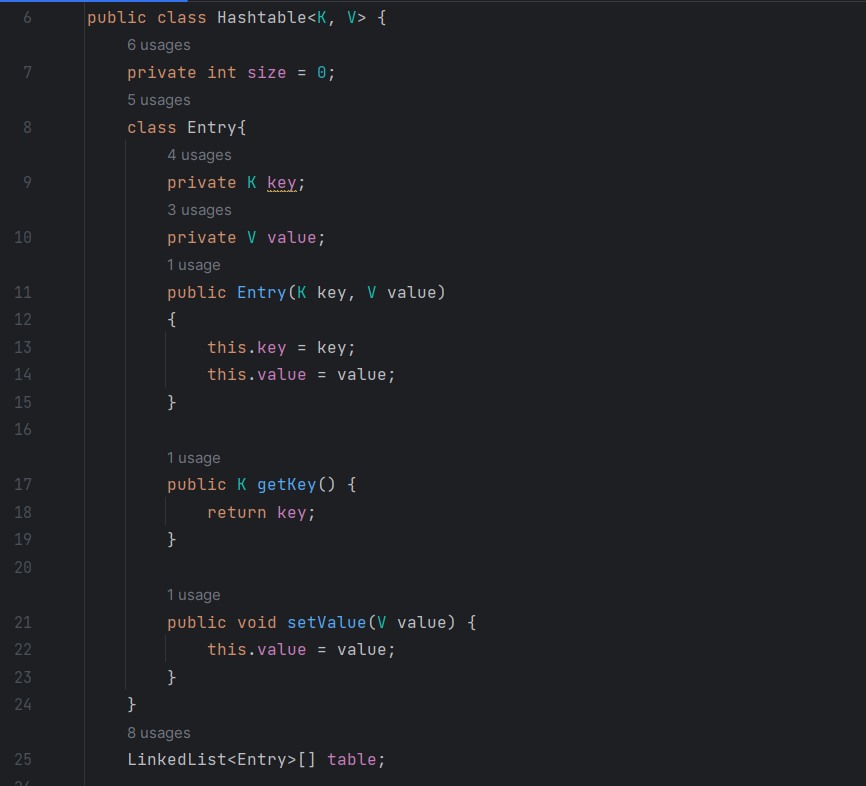 6 public class Hashtable<K, V> {
6 usages
7 private int size = 0;
5 usages
8 class Entry{
4 usages
9 private K key;
3 usages
10 private V value;
1 usage
11 public Entry(K key, V value)
12 {
13 this.key = key;
14 this.value = value;
15 }
16
1 usage
17 public K getKey() {
18 return key;
19 }
20
1 usage
21 public void setValue(V value) {
22 this.value = value;
23 }
24 }
8 usages
25 LinkedList<Entry>[] table;